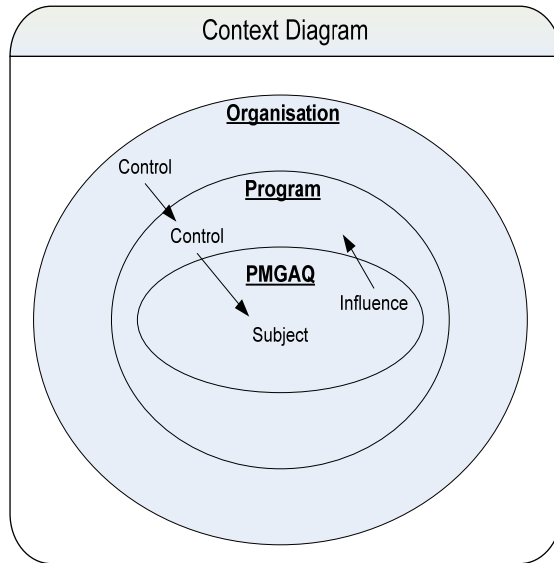 Context Diagram
Organisation
Control
Program
Control
PMGAQ
Influence
Subject